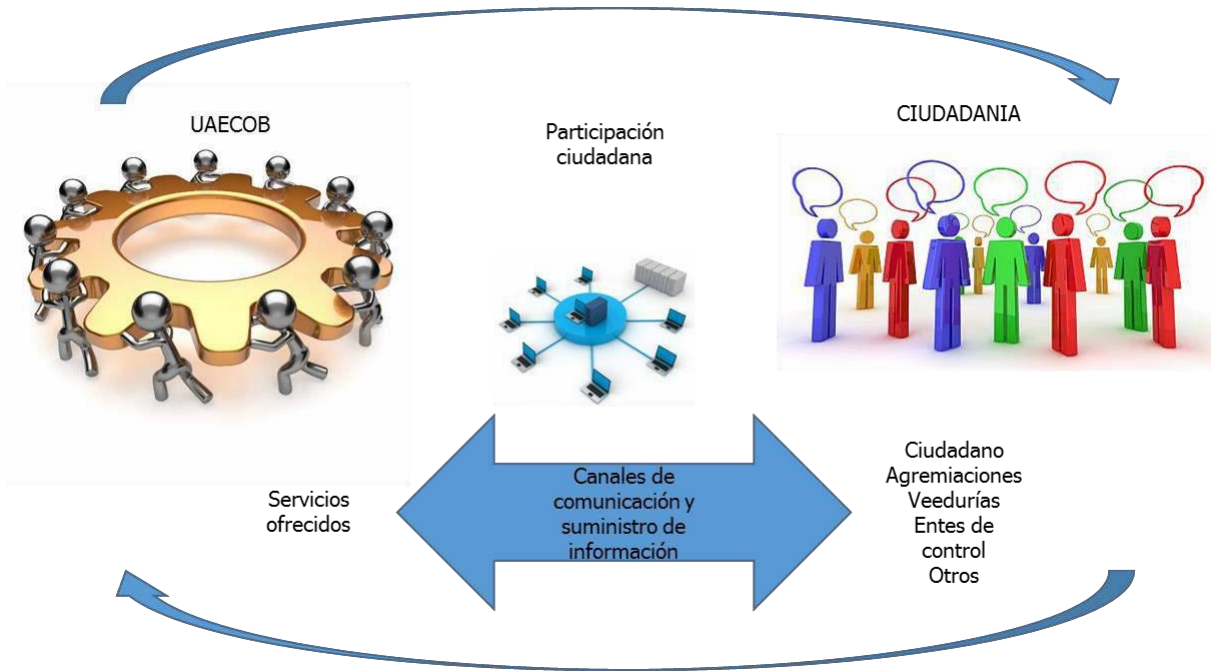 UAECOB
Participación
ciudadana
CIUDADANIA
Servicios
ofrecidos
Canales de
comunicación y
suministro de
información
Ciudadano
Agremiaciones
Veedurías
Entes de
control
Otros